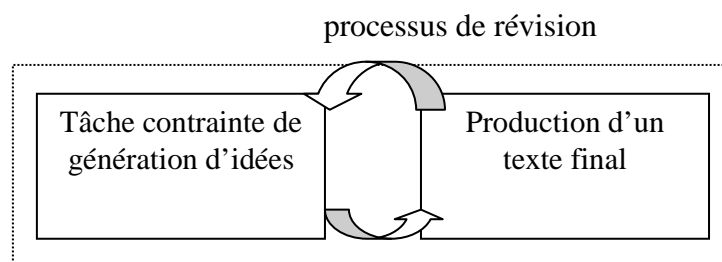 processus de révision
Tâche contrainte de
génération d’idées
Production d’un
texte final